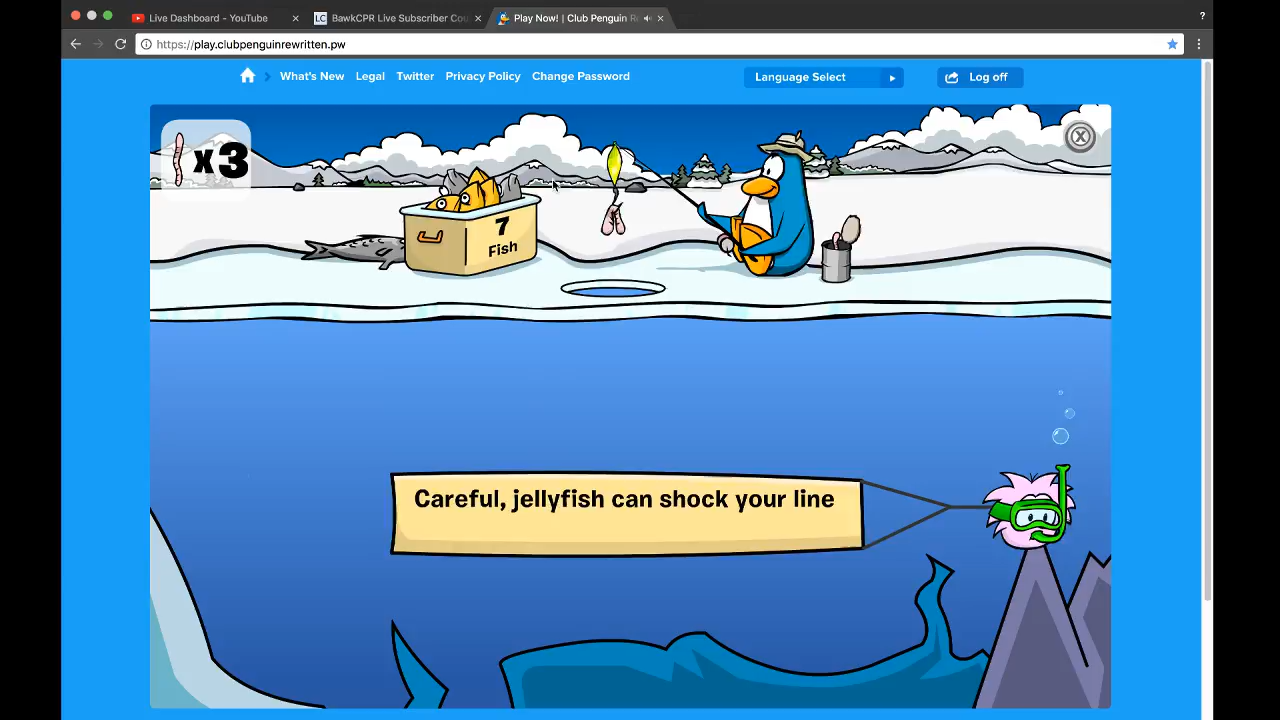 Live Dashboard - YouTube
BawkCPR Live Subscriber Cou
Play Now! | Club Penguin Re
?
https://play.clubpenguinrewritten.pw
What's New Legal Twitter Privacy Policy Change Password
Language Select
Log off
x3
7
Fish
Careful, jellyfish can shock your line